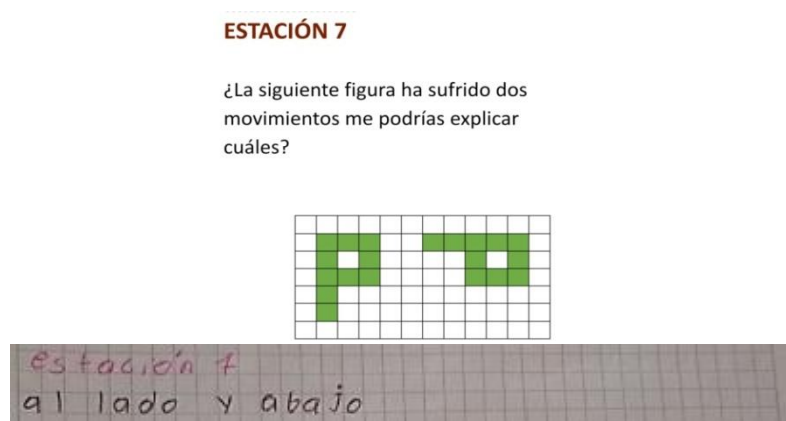 ESTACIÓN 7
¿La siguiente figura ha sufrido dos
movimientos me podrías explicar
cuáles?
estación 7
al lado y abajo